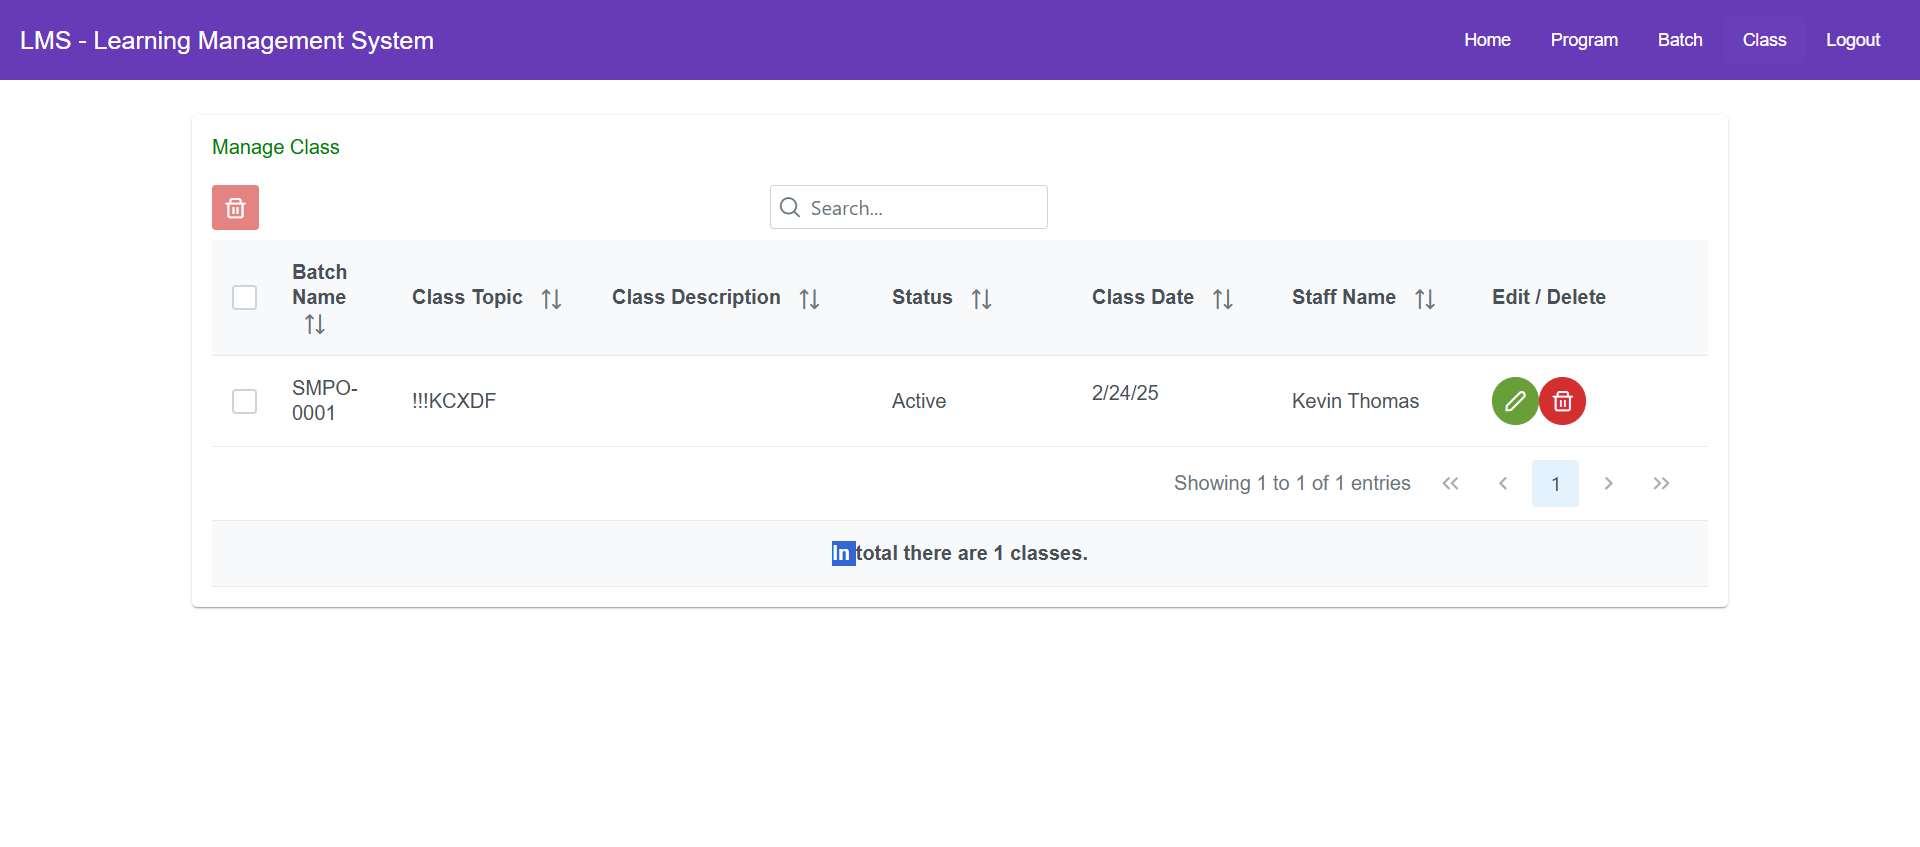 LMS - Learning Management System
Home Program Batch Class Logout
Manage Class
Search...
Batch Name Class Topic Class Description Status Class Date Staff Name Edit / Delete
SMPO-0001 !!!KCXDF Active 2/24/25 Kevin Thomas
Showing 1 to 1 of 1 entries « ‹ 1 › »
In total there are 1 classes.